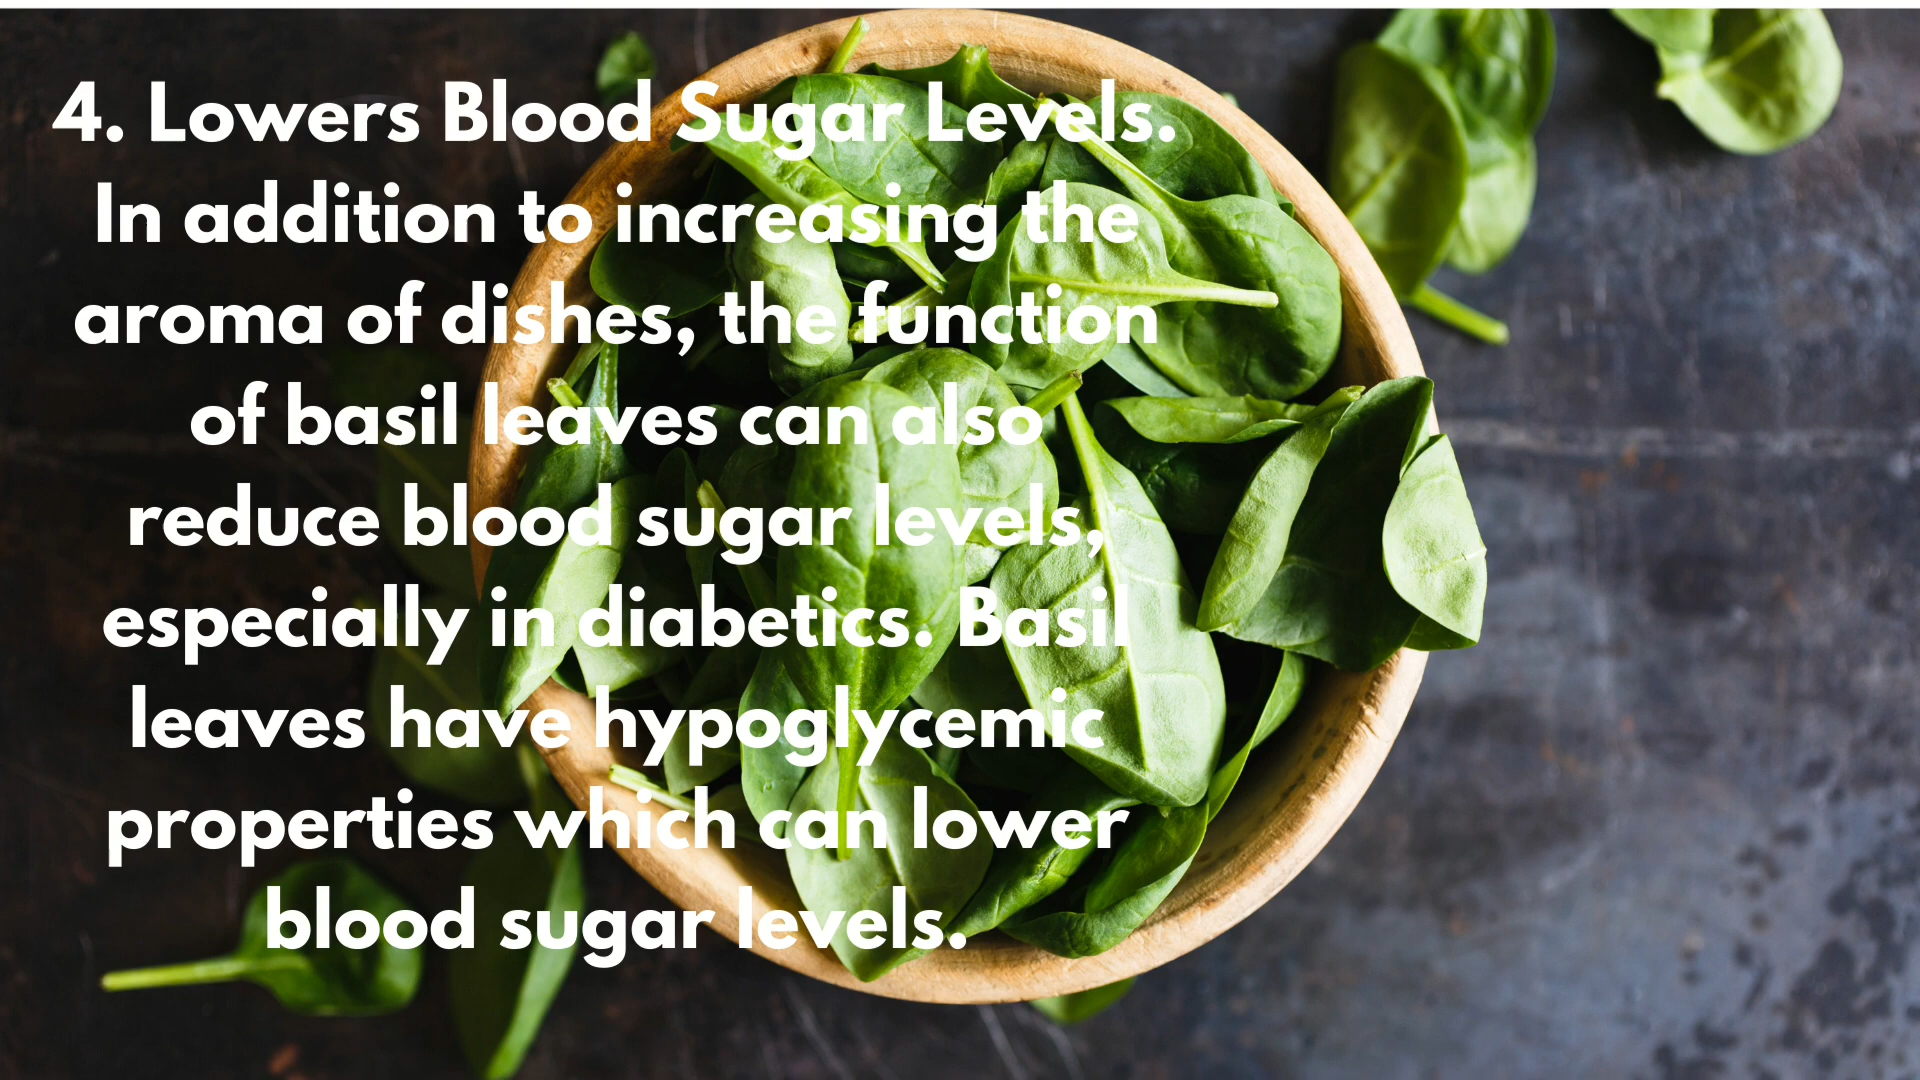 4. Lowers Blood Sugar Levels.
In addition to increasing the
aroma of dishes, the function
of basil leaves can also
reduce blood sugar levels,
especially in diabetics. Basil
leaves have hypoglycemic
properties which can lower
blood sugar levels.